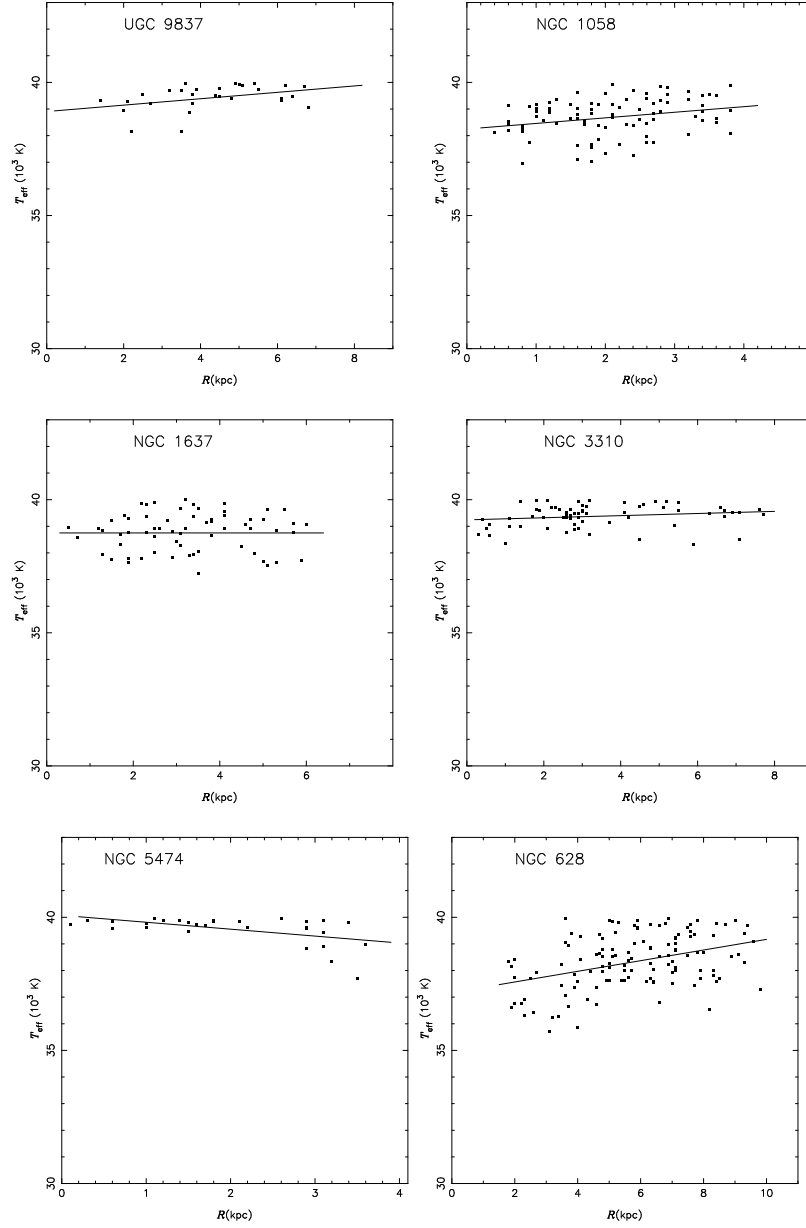 UGC 9837
40
35
30
T_eff (10^3 K)
0 2 4 6 8
R(kpc)
NGC 1058
40
35
30
T_eff (10^3 K)
0 1 2 3 4
R(kpc)
NGC 1637
40
35
30
T_eff (10^3 K)
0 2 4 6
R(kpc)
NGC 3310
40
35
30
T_eff (10^3 K)
0 2 4 6 8
R(kpc)
NGC 5474
40
35
30
T_eff (10^3 K)
0 1 2 3 4
R(kpc)
NGC 628
40
35
30
T_eff (10^3 K)
0 2 4 6 8 10
R(kpc)